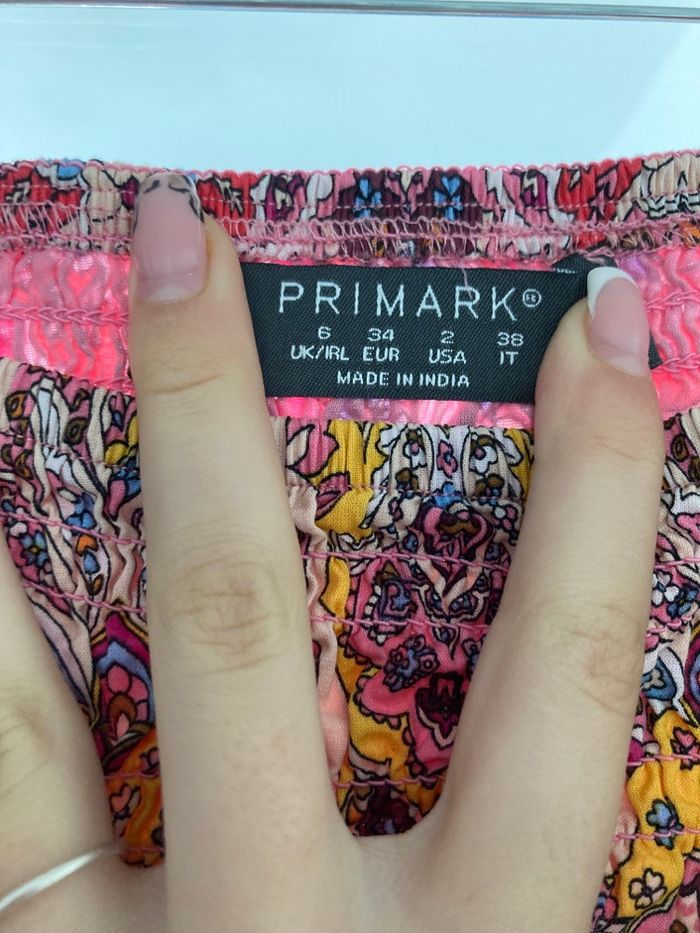 PRIMARK®
6 34 2 38
UK/IRL EUR USA IT
MADE IN INDIA